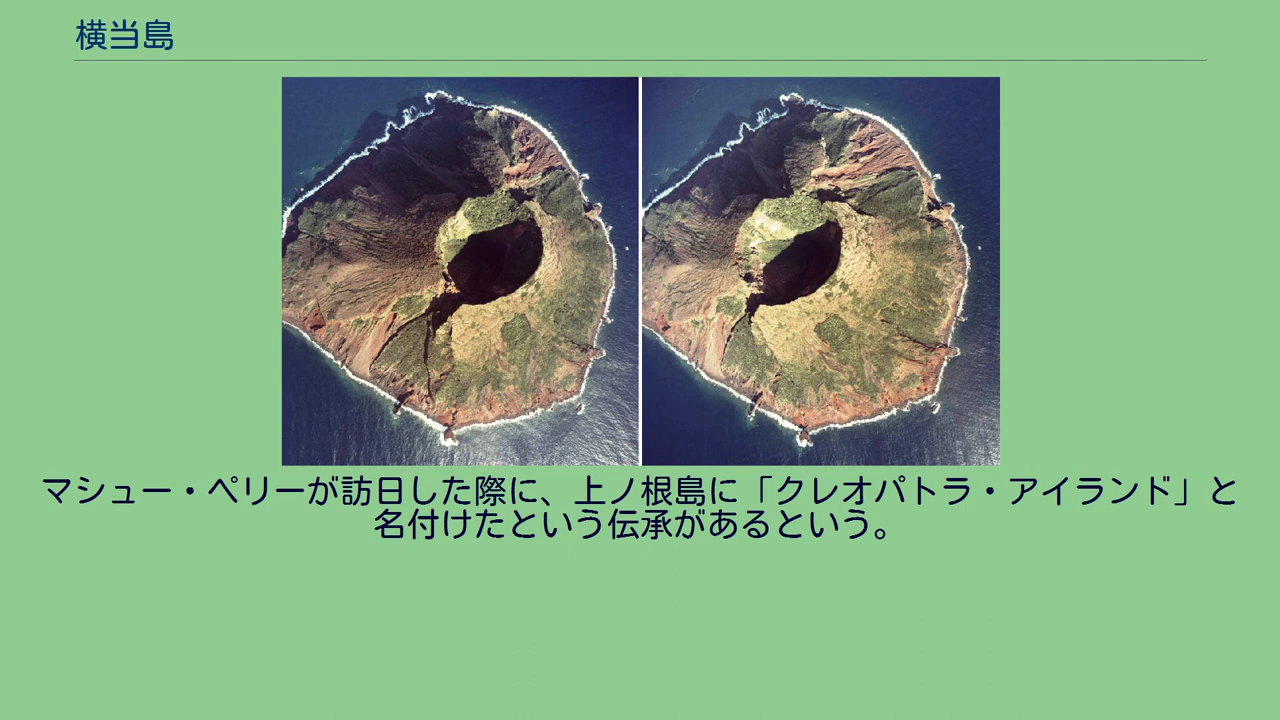 横当島
マシュー・ペリーが訪日した際に、上ノ根島に「クレオパトラ・アイランド」と
名付けたという伝承があるという。